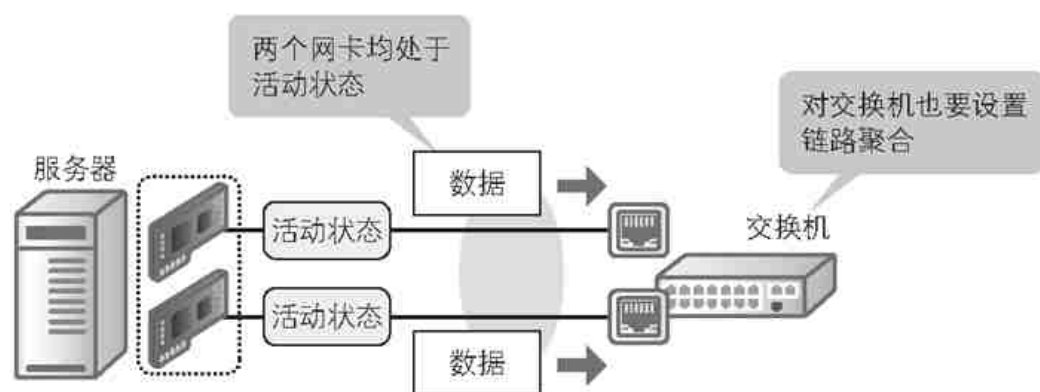 两个网卡均处于
活动状态
对交换机也要设置
链路聚合
服务器
数据
活动状态
交换机
活动状态
数据